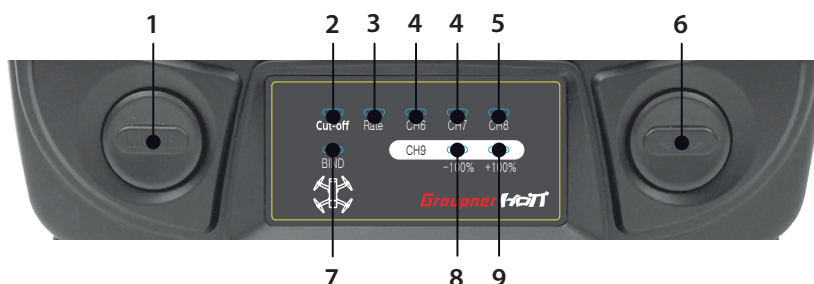 1 2 3 4 4 5 6
Cut-off Rate CH6 CH7 CH8
BIND CH9
-100% +100%
Graupner HoTT
7 8 9